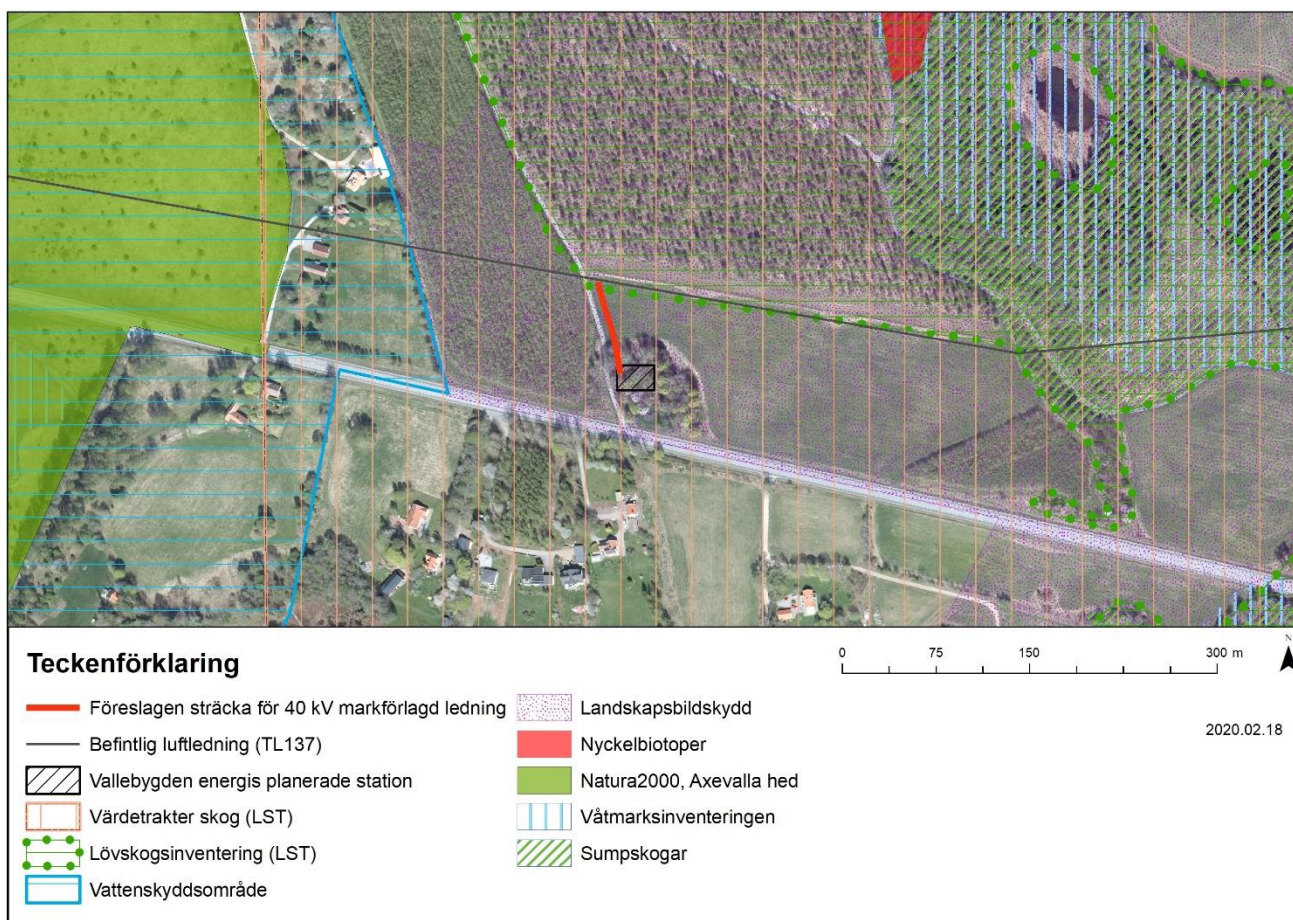 Teckenförklaring
Föreslagen sträcka för 40 kV markförlagd ledning
Befintlig luftledning (TL137)
Vallebygden energis planerade station
Värdetrakter skog (LST)
Lövskogsinventering (LST)
Vattenskyddsområde
Landskapsbildskydd
Nyckelbiotoper
Natura2000, Axevalla hed
Våtmarksinventeringen
Sumpskogar
0 75 150 300 m
N
2020.02.18